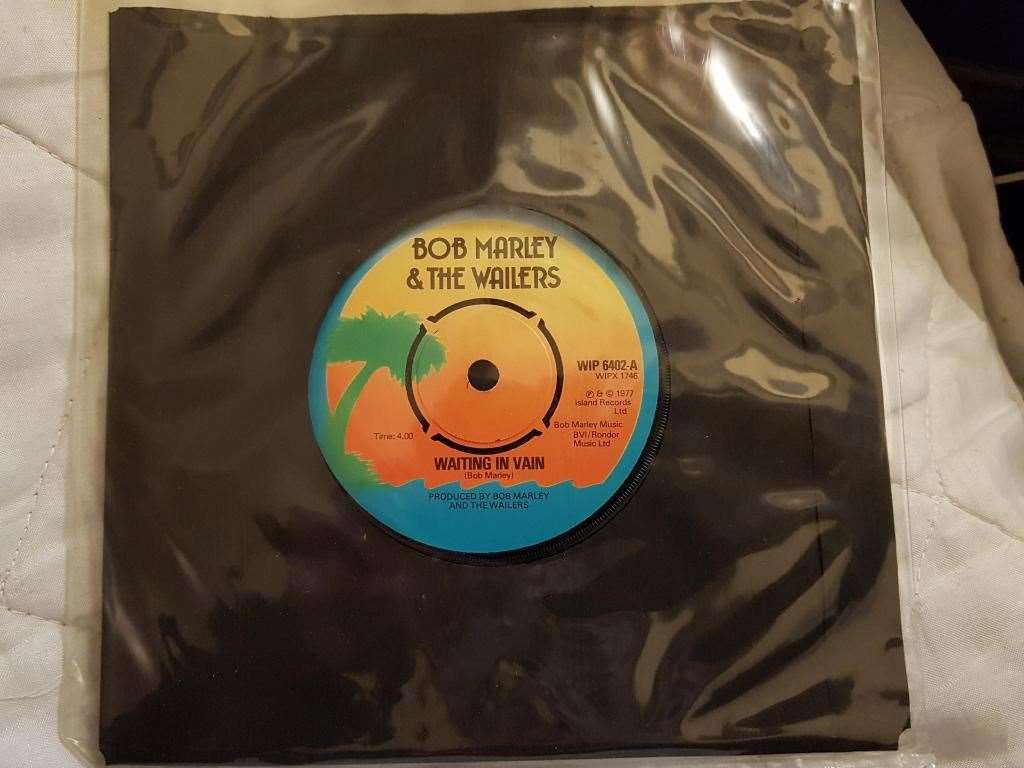 BOB MARLEY
& THE WAILERS
WIP 6402-A
WIPX 1746
℗ & © 1977
Island Records
Ltd
Bob Marley Music
BVI/Rondor
Music Ltd
Time: 4.00
WAITING IN VAIN
(Bob Marley)
PRODUCED BY BOB MARLEY
AND THE WAILERS